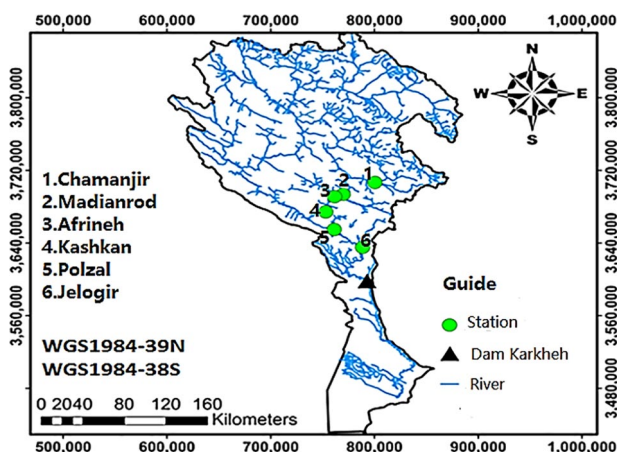 500,000 600,000 700,000 800,000 900,000 1,000,000
3,800,000 3,720,000 3,640,000 3,560,000 3,480,000
N
W E
S
1.Chamanjir
2.Madianrod
3.Afrineh
4.Kashkan
5.Polzal
6.Jelogir
1
2
3
4
5
6
WGS1984-39N
WGS1984-38S
0 2040 80 120 160
Kilometers
Guide
Station
Dam Karkheh
River
3,800,000 3,720,000 3,640,000 3,560,000 3,480,000
500,000 600,000 700,000 800,000 900,000 1,000,000